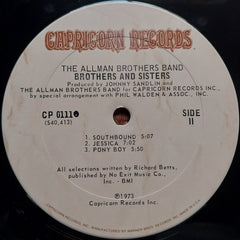 CAPRICORN RECORDS
THE ALLMAN BROTHERS BAND
BROTHERS AND SISTERS
Produced by JOHNNY SANDLIN and
THE ALLMAN BROTHERS BAND for CAPRICORN RECORDS INC.
by special arrangement with PHIL WALDEN & ASSOC., INC.
CP 0111
(S40,413)
SIDE
II
1. SOUTHBOUND 5:07
2. JESSICA 7:02
3. PONY BOY 5:50
All selections written by Richard Betts,
published by No Exit Music Co.,
Inc. - BMI
℗1973
Capricorn Records Inc.